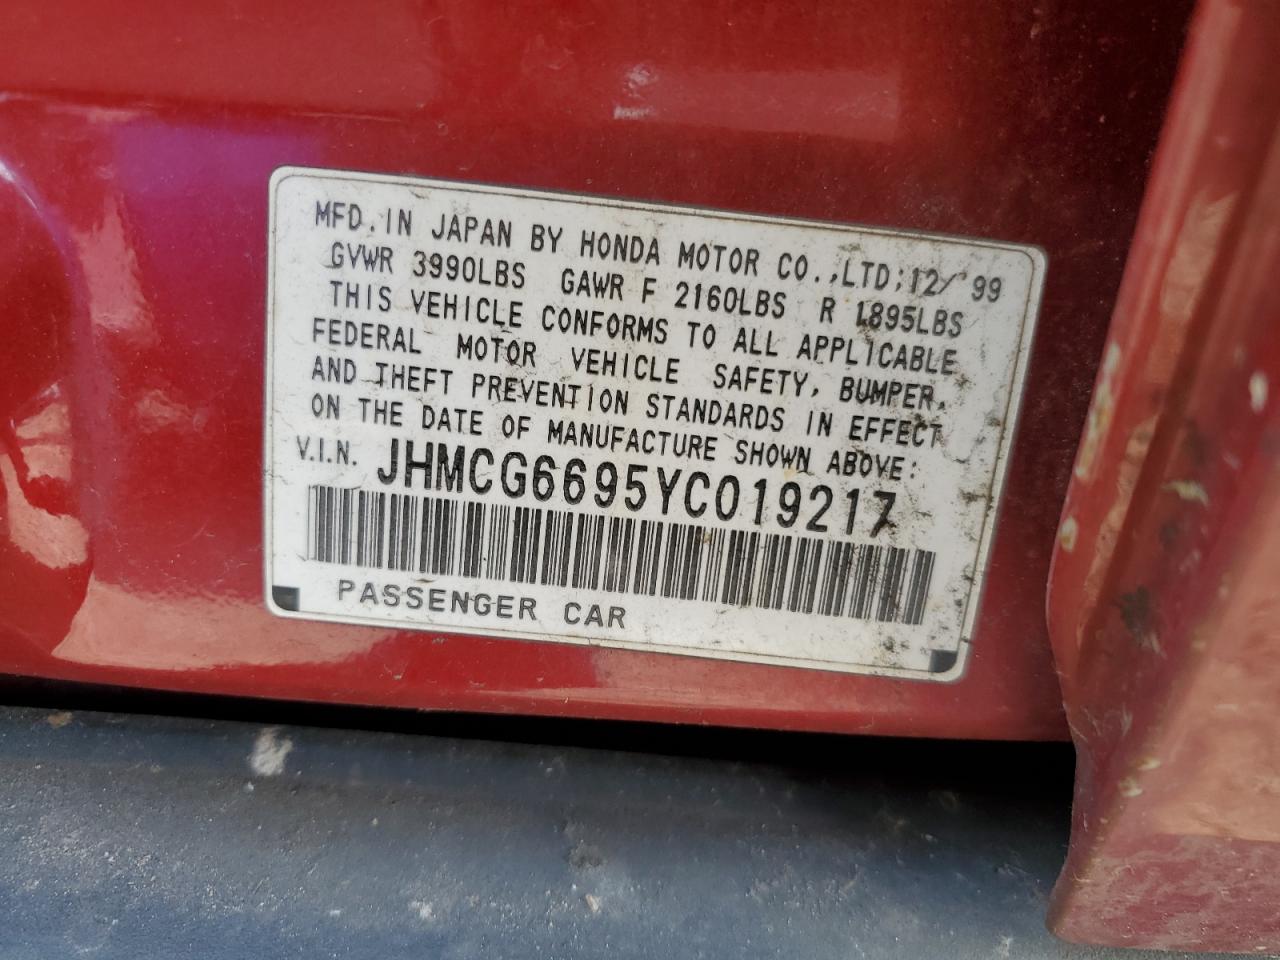 MFD. IN JAPAN BY HONDA MOTOR CO., LTD; 12/'99
GVWR 3990LBS GAWR F 2160LBS R 1895LBS
THIS VEHICLE CONFORMS TO ALL APPLICABLE
FEDERAL MOTOR VEHICLE SAFETY, BUMPER,
AND THEFT PREVENTION STANDARDS IN EFFECT
ON THE DATE OF MANUFACTURE SHOWN ABOVE:
V.I.N. JHMCG6695YC019217
PASSENGER CAR